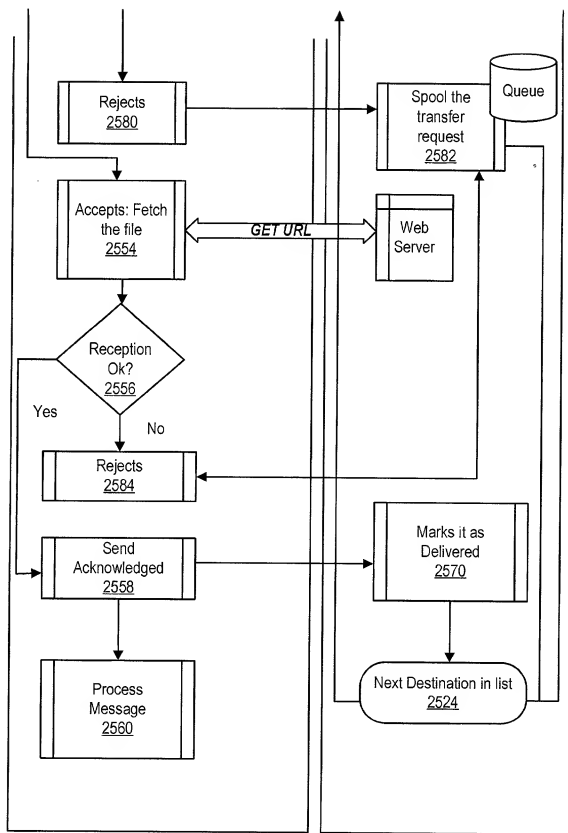 Rejects
2580
Spool the
transfer
request
2582
Queue
Accepts: Fetch
the file
2554
GET URL
Web
Server
Reception
Ok?
2556
Yes
No
Rejects
2584
Send
Acknowledged
2558
Marks it as
Delivered
2570
Process
Message
2560
Next Destination in list
2524